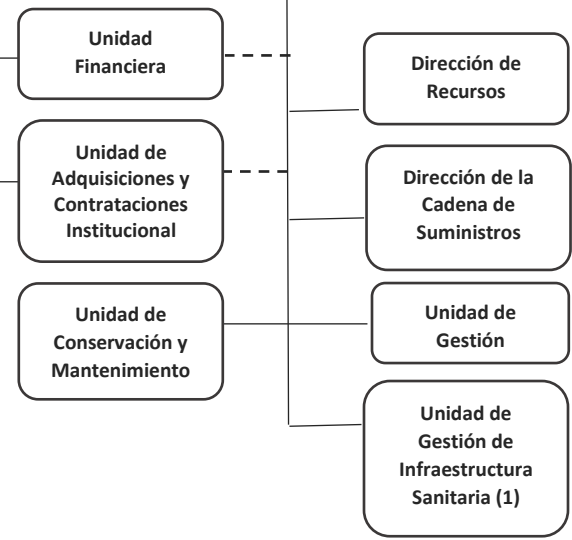 Unidad
Financiera
Unidad de
Adquisiciones y
Contrataciones
Institucional
Unidad de
Conservación y
Mantenimiento
Dirección de
Recursos
Dirección de la
Cadena de
Suministros
Unidad de
Gestión
Unidad de
Gestión de
Infraestructura
Sanitaria (1)